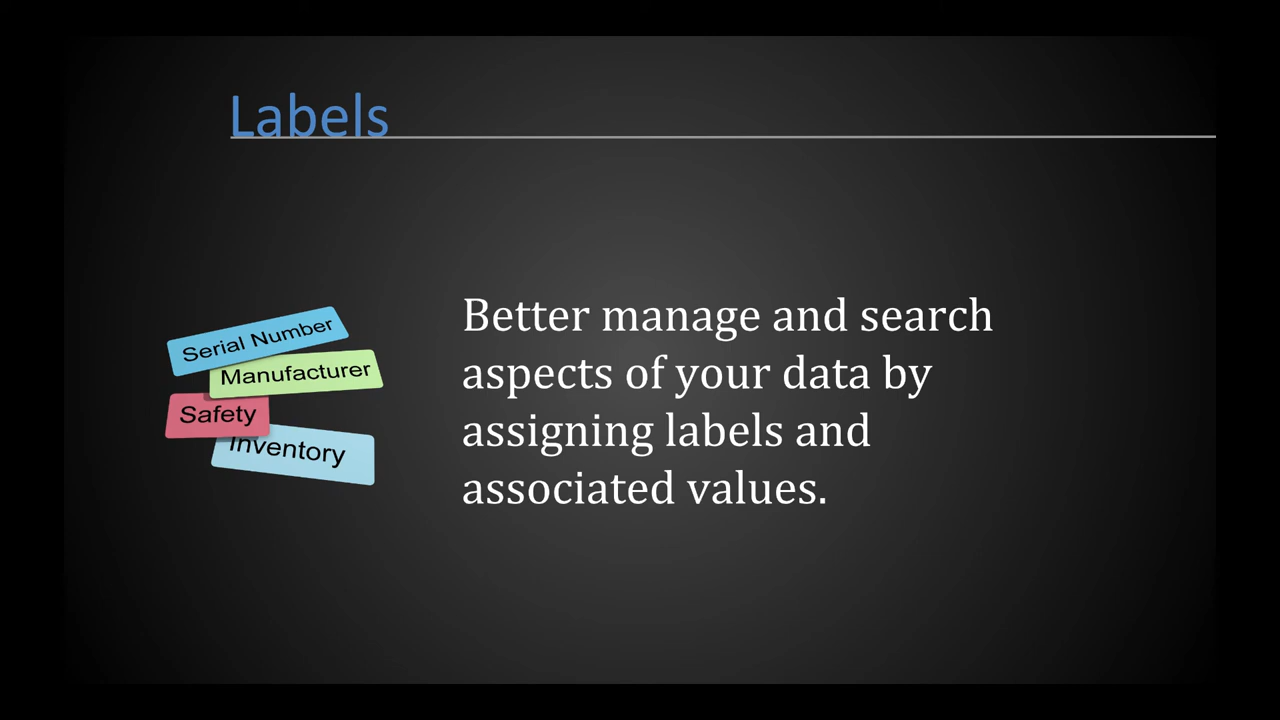 Labels
Serial Number
Manufacturer
Safety
Inventory
Better manage and search
aspects of your data by
assigning labels and
associated values.